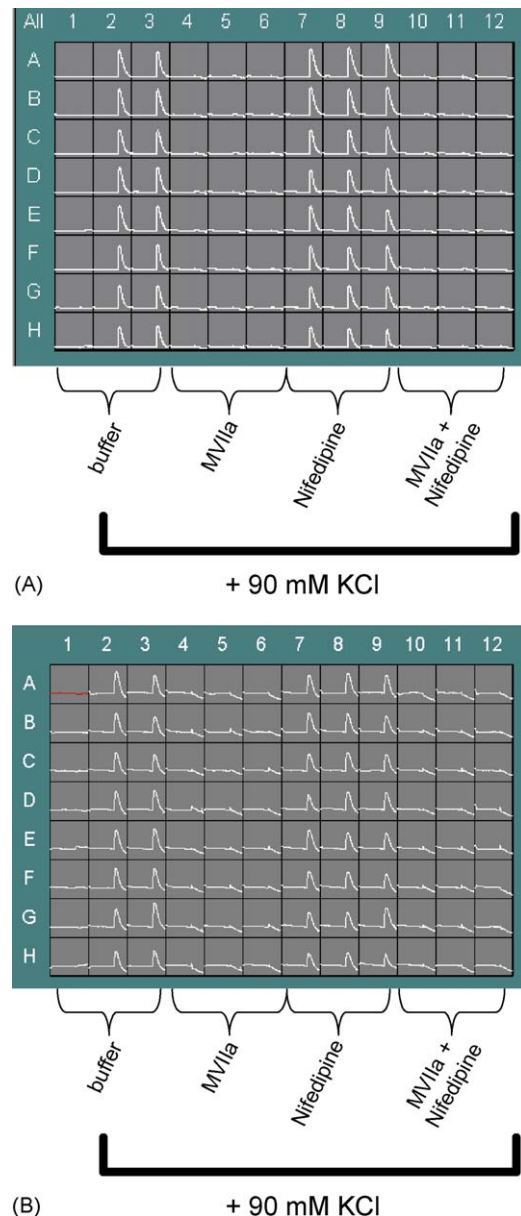 All 1 2 3 4 5 6 7 8 9 10 11 12
A
B
C
D
E
F
G
H
buffer
MVIIa
Nifedipine
MVIIa +
Nifedipine
(A) + 90 mM KCl
1 2 3 4 5 6 7 8 9 10 11 12
A
B
C
D
E
F
G
H
buffer
MVIIa
Nifedipine
MVIIa +
Nifedipine
(B) + 90 mM KCl